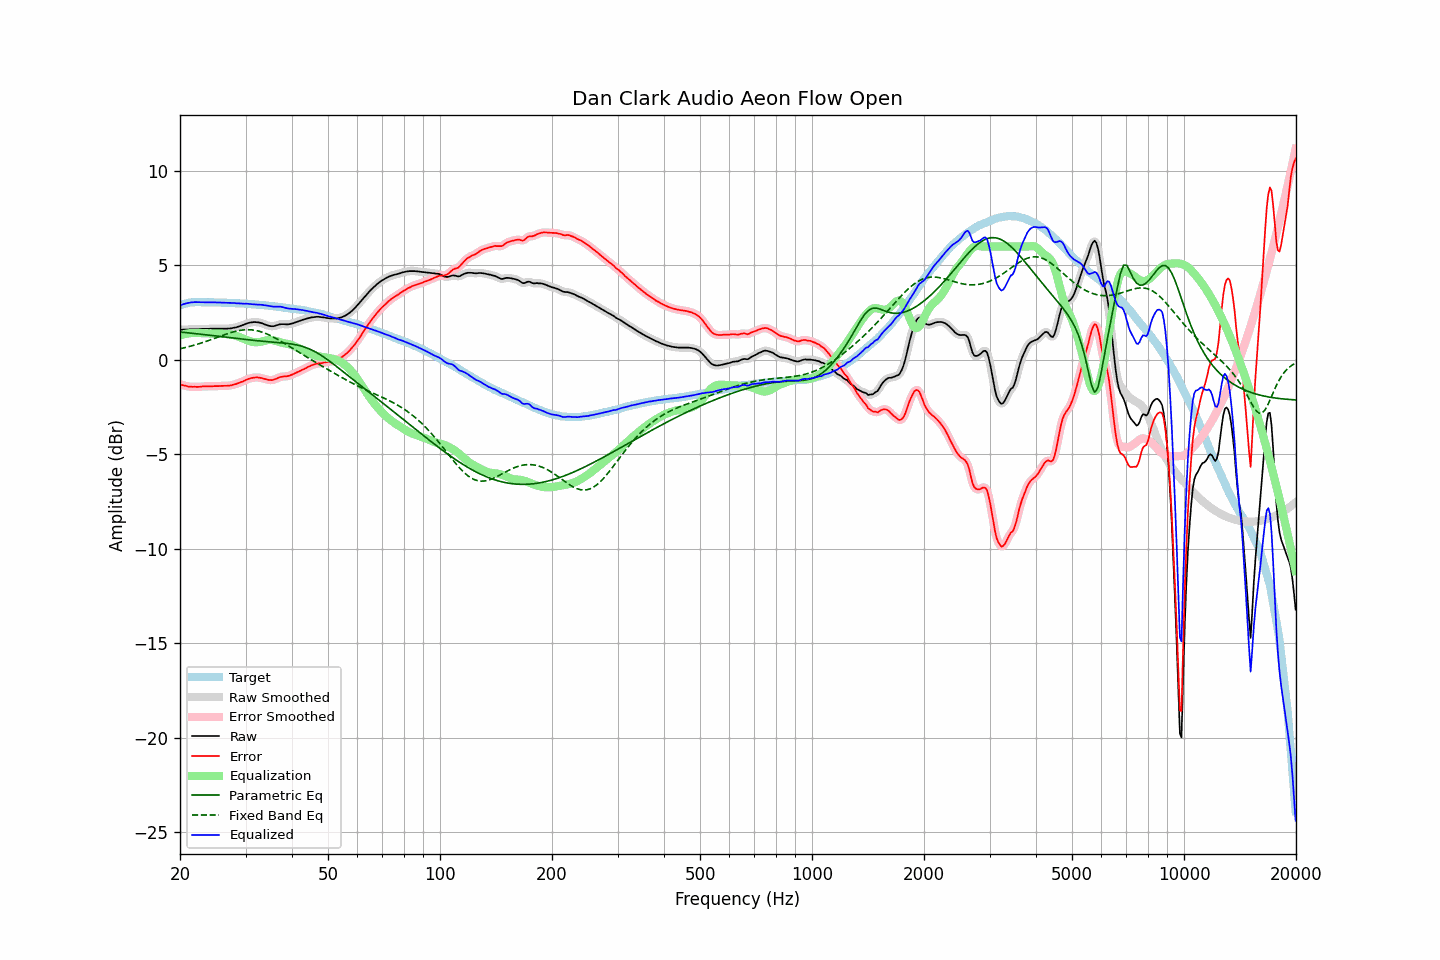 Dan Clark Audio Aeon Flow Open
Amplitude (dBr)
10
5
0
−5
−10
−15
−20
−25
Target
Raw Smoothed
Error Smoothed
Raw
Error
Equalization
Parametric Eq
Fixed Band Eq
Equalized
20 50 100 200 500 1000 2000 5000 10000 20000
Frequency (Hz)